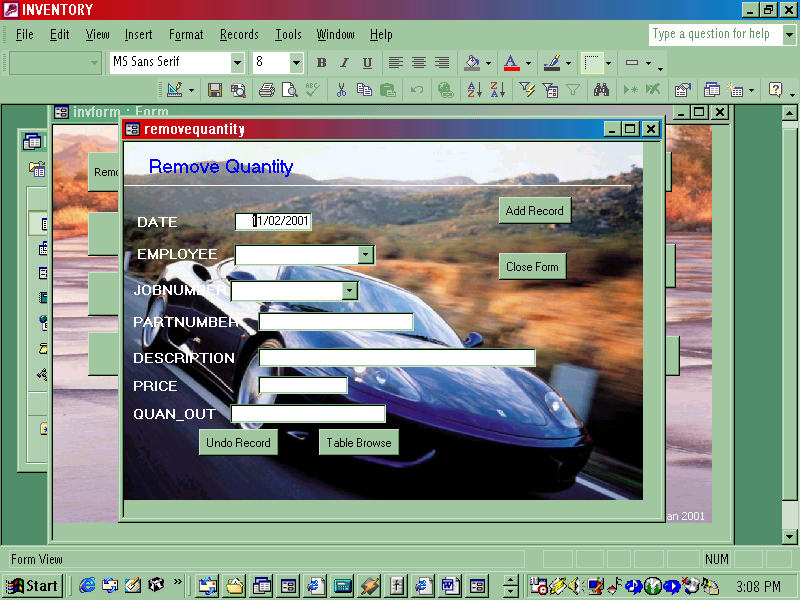 INVENTORY
File Edit View Insert Format Records Tools Window Help
Type a question for help
MS Sans Serif 8 B I U
invform : Form
removequantity
Remo
Remove Quantity
DATE 11/02/2001
Add Record
EMPLOYEE
Close Form
JOBNUMBER
PARTNUMBER
DESCRIPTION
PRICE
QUAN_OUT
Undo Record Table Browse
an 2001
Form View NUM
Start 3:08 PM